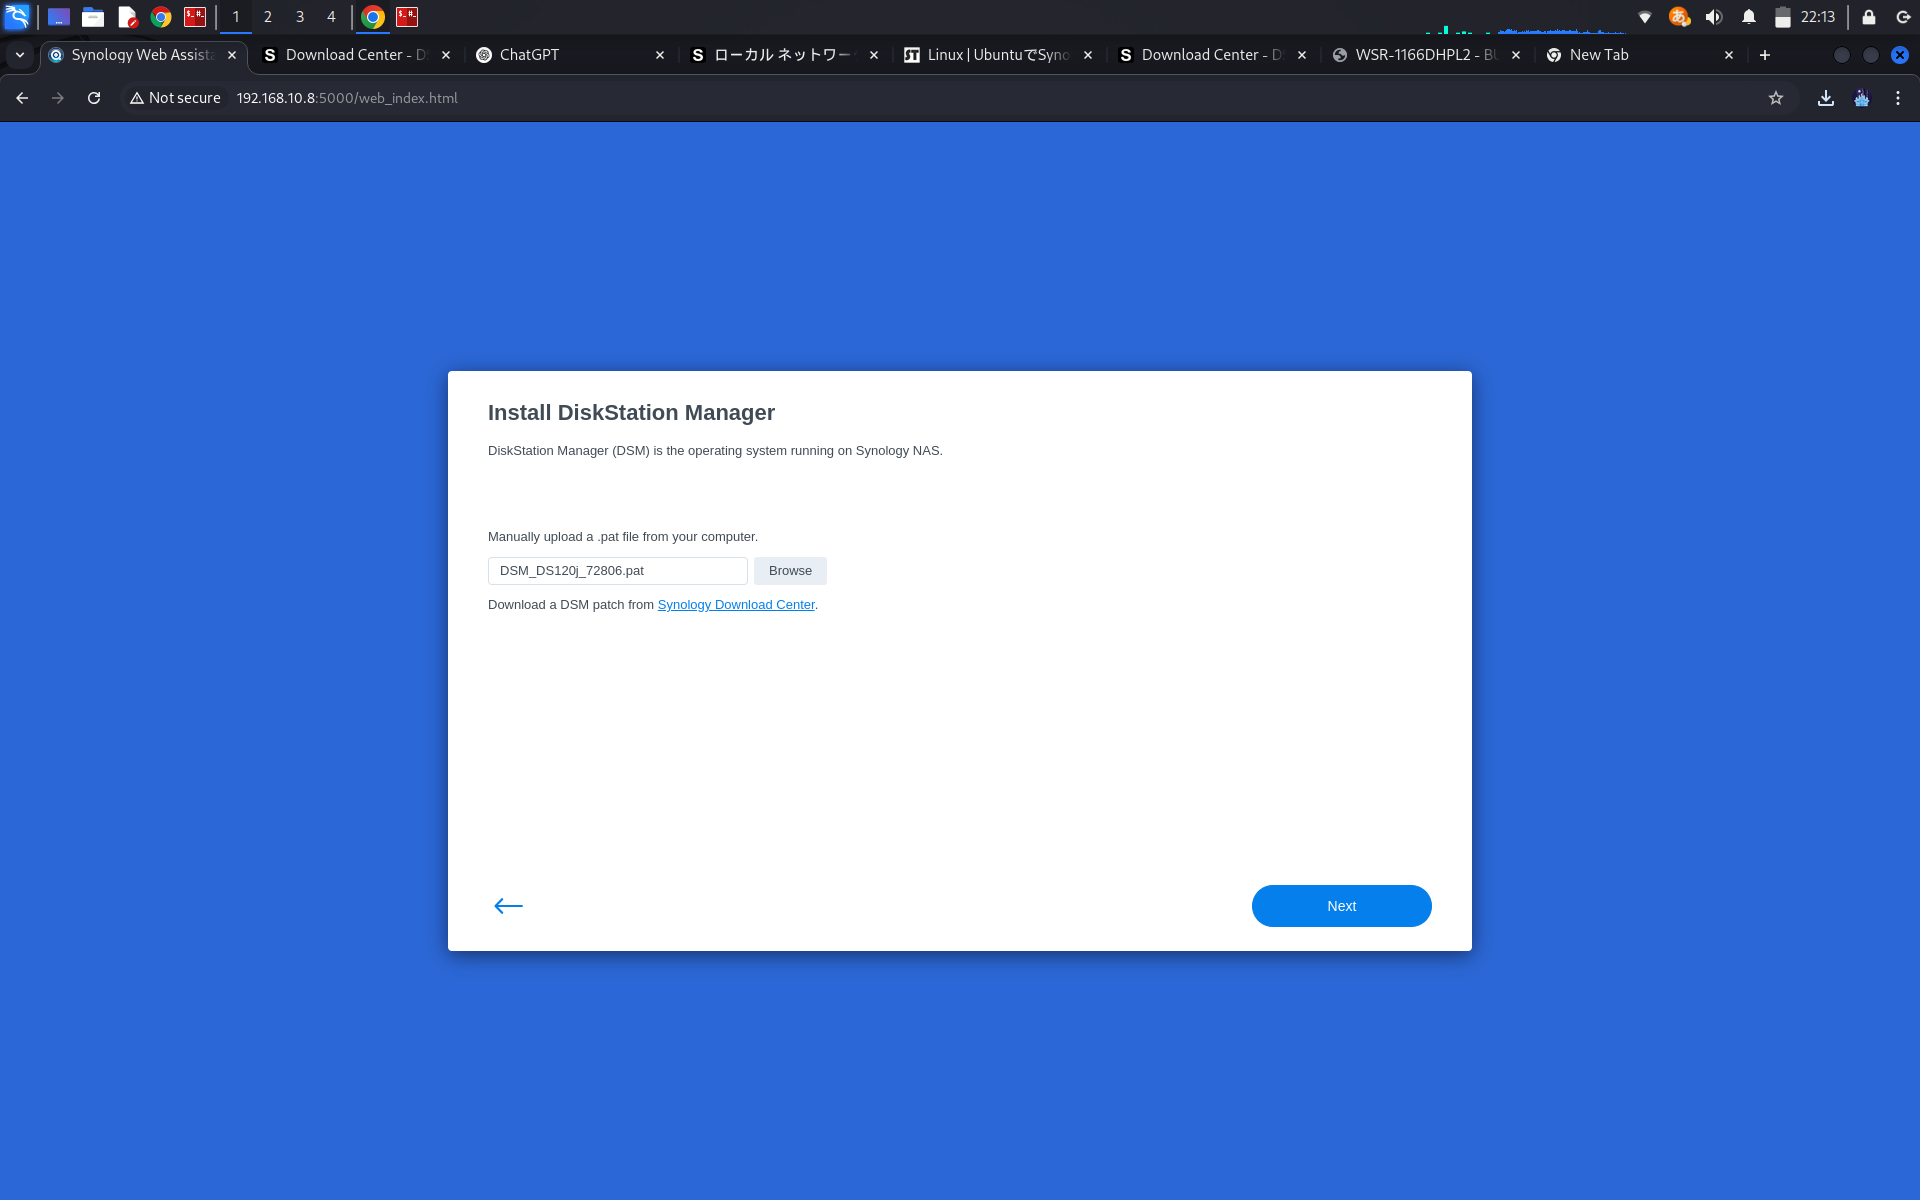 1 2 3 4 22:13
Synology Web Assista Download Center - D ChatGPT ローカル ネットワー Linux | UbuntuでSyno Download Center - D WSR-1166DHPL2 - BU New Tab
Not secure 192.168.10.8:5000/web_index.html
Install DiskStation Manager
DiskStation Manager (DSM) is the operating system running on Synology NAS.
Manually upload a .pat file from your computer.
DSM_DS120j_72806.pat Browse
Download a DSM patch from Synology Download Center.
Next